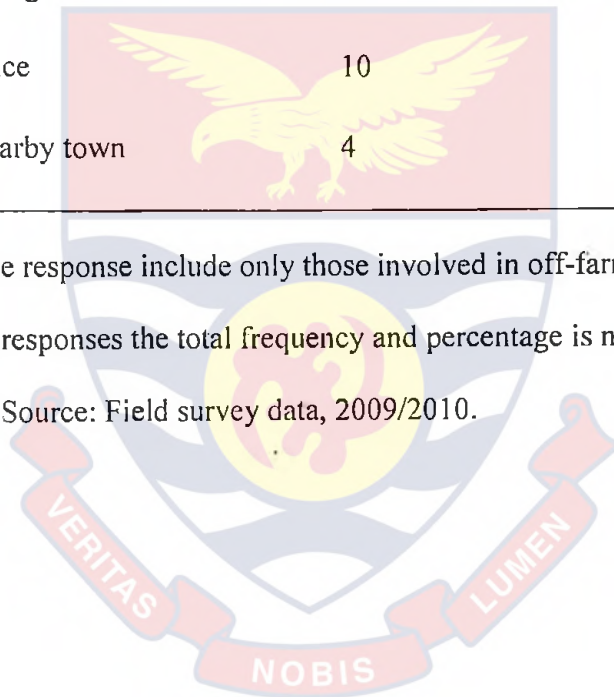 ce 10
arby town 4
e response include only those involved in off-farm
responses the total frequency and percentage is n
Source: Field survey data, 2009/2010.
VERITAS
NOBIS
LUMEN